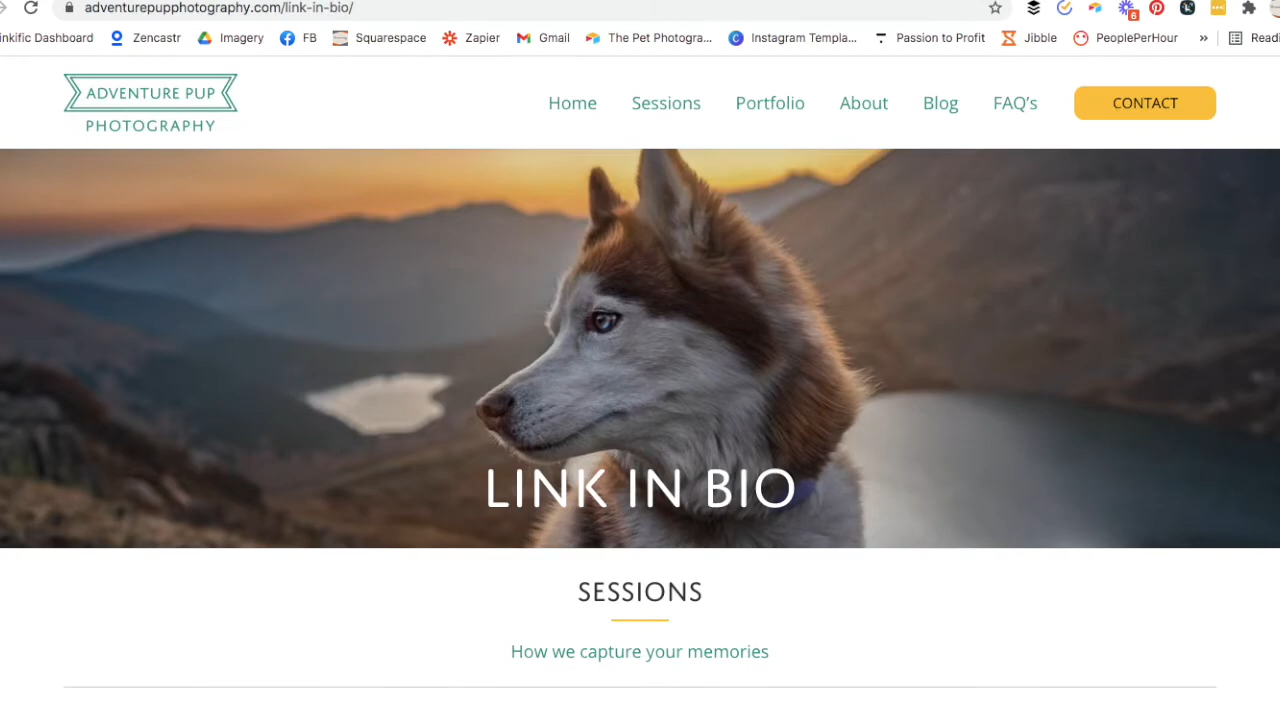 adventurepupphotography.com/link-in-bio/
6
inkific Dashboard Zencastr Imagery FB Squarespace Zapier Gmail The Pet Photogra... Instagram Templa... Passion to Profit Jibble PeoplePerHour » Readi
ADVENTURE PUP
PHOTOGRAPHY
Home Sessions Portfolio About Blog FAQ's CONTACT
LINK IN BIO
SESSIONS
How we capture your memories